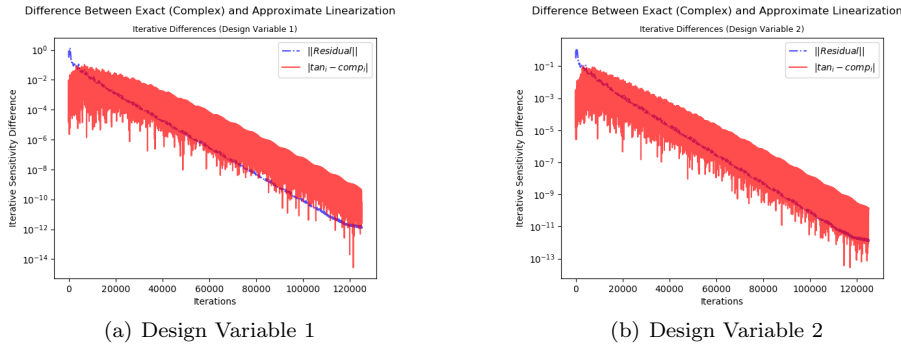 Difference Between Exact (Complex) and Approximate Linearization
Iterative Differences (Design Variable 1)
||Residual||
|tan_i − comp_i|
Iterative Sensitivity Difference
10^0
10^−2
10^−4
10^−6
10^−8
10^−10
10^−12
10^−14
0 20000 40000 60000 80000 100000 120000
Iterations
(a) Design Variable 1
Difference Between Exact (Complex) and Approximate Linearization
Iterative Differences (Design Variable 2)
||Residual||
|tan_i − comp_i|
Iterative Sensitivity Difference
10^−1
10^−3
10^−5
10^−7
10^−9
10^−11
10^−13
0 20000 40000 60000 80000 100000 120000
Iterations
(b) Design Variable 2